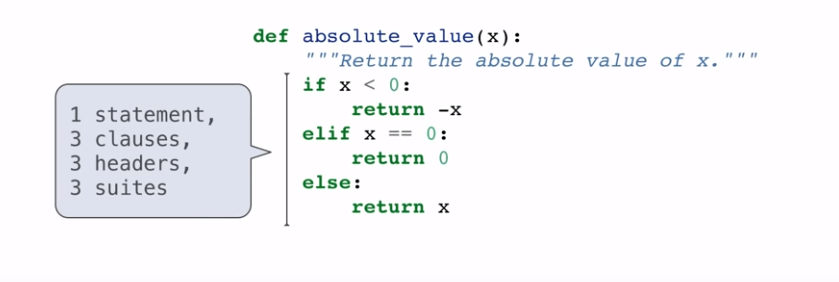 def absolute_value(x):
"""Return the absolute value of x."""
if x < 0:
return -x
elif x == 0:
return 0
else:
return x
1 statement,
3 clauses,
3 headers,
3 suites